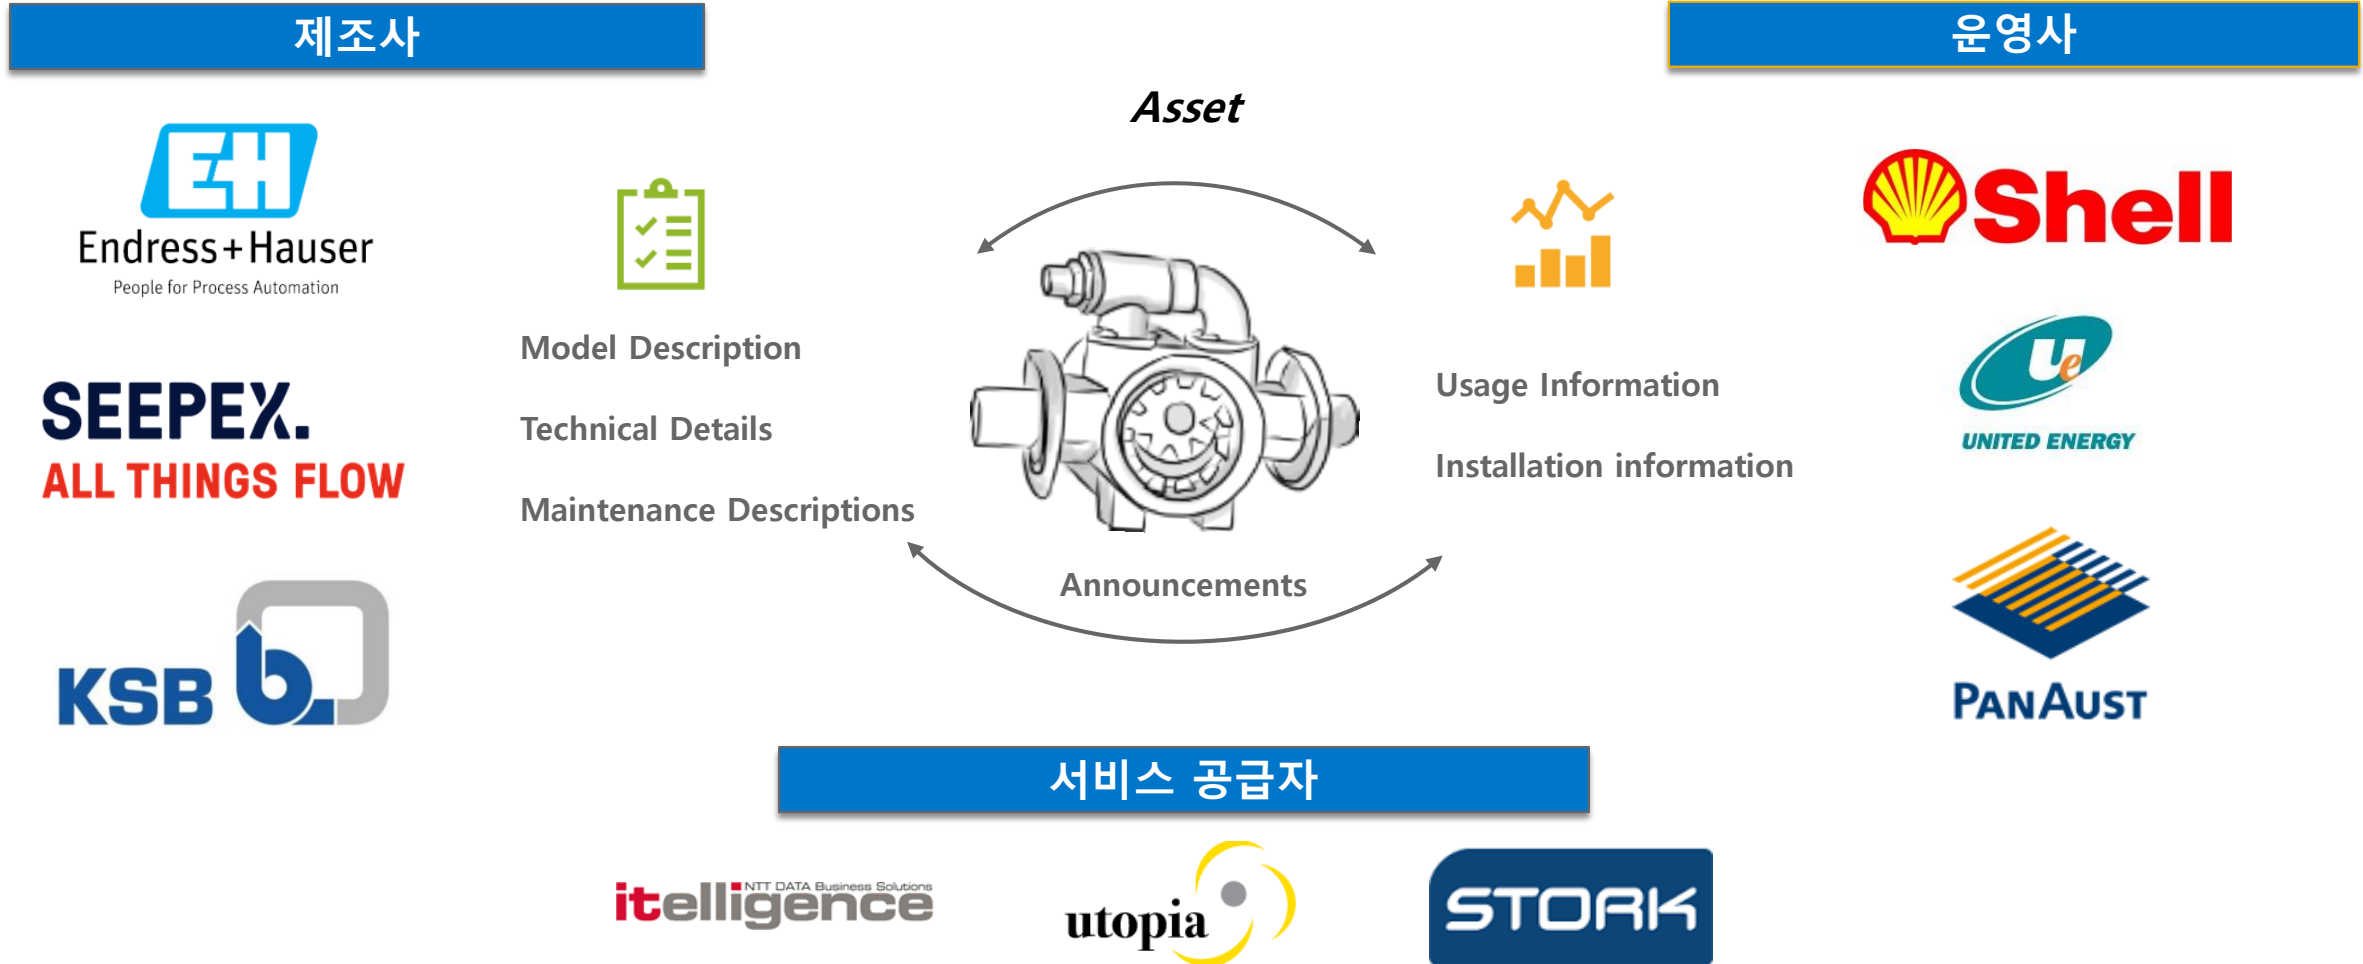 제조사
운영사
Asset
EH
Endress+Hauser
People for Process Automation
Shell
Model Description
Technical Details
Maintenance Descriptions
Usage Information
Installation information
SEEPEX.
ALL THINGS FLOW
Ue
UNITED ENERGY
Announcements
KSB b
PANAUST
서비스 공급자
NTT DATA Business Solutions
itelligence
utopia
STORK